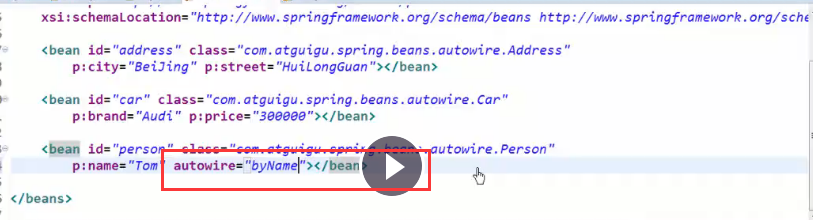 xsi:schemaLocation="http://www.springframework.org/schema/beans http://www.springframework.org/sche
<bean id="address" class="com.atguigu.spring.beans.autowire.Address"
p:city="BeiJing" p:street="HuiLongGuan"></bean>
<bean id="car" class="com.atguigu.spring.beans.autowire.Car"
p:brand="Audi" p:price="300000"></bean>
<bean id="person" class="com.atguigu.spring.beans.autowire.Person"
p:name="Tom" autowire="byName"></bean>
</beans>